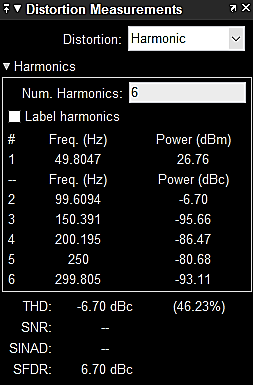 Distortion Measurements
Distortion: Harmonic
Harmonics
Num. Harmonics: 6
Label harmonics
# Freq. (Hz) Power (dBm)
1 49.8047 26.76
-- Freq. (Hz) Power (dBc)
2 99.6094 -6.70
3 150.391 -95.66
4 200.195 -86.47
5 250 -80.68
6 299.805 -93.11
THD: -6.70 dBc (46.23%)
SNR: --
SINAD: --
SFDR: 6.70 dBc